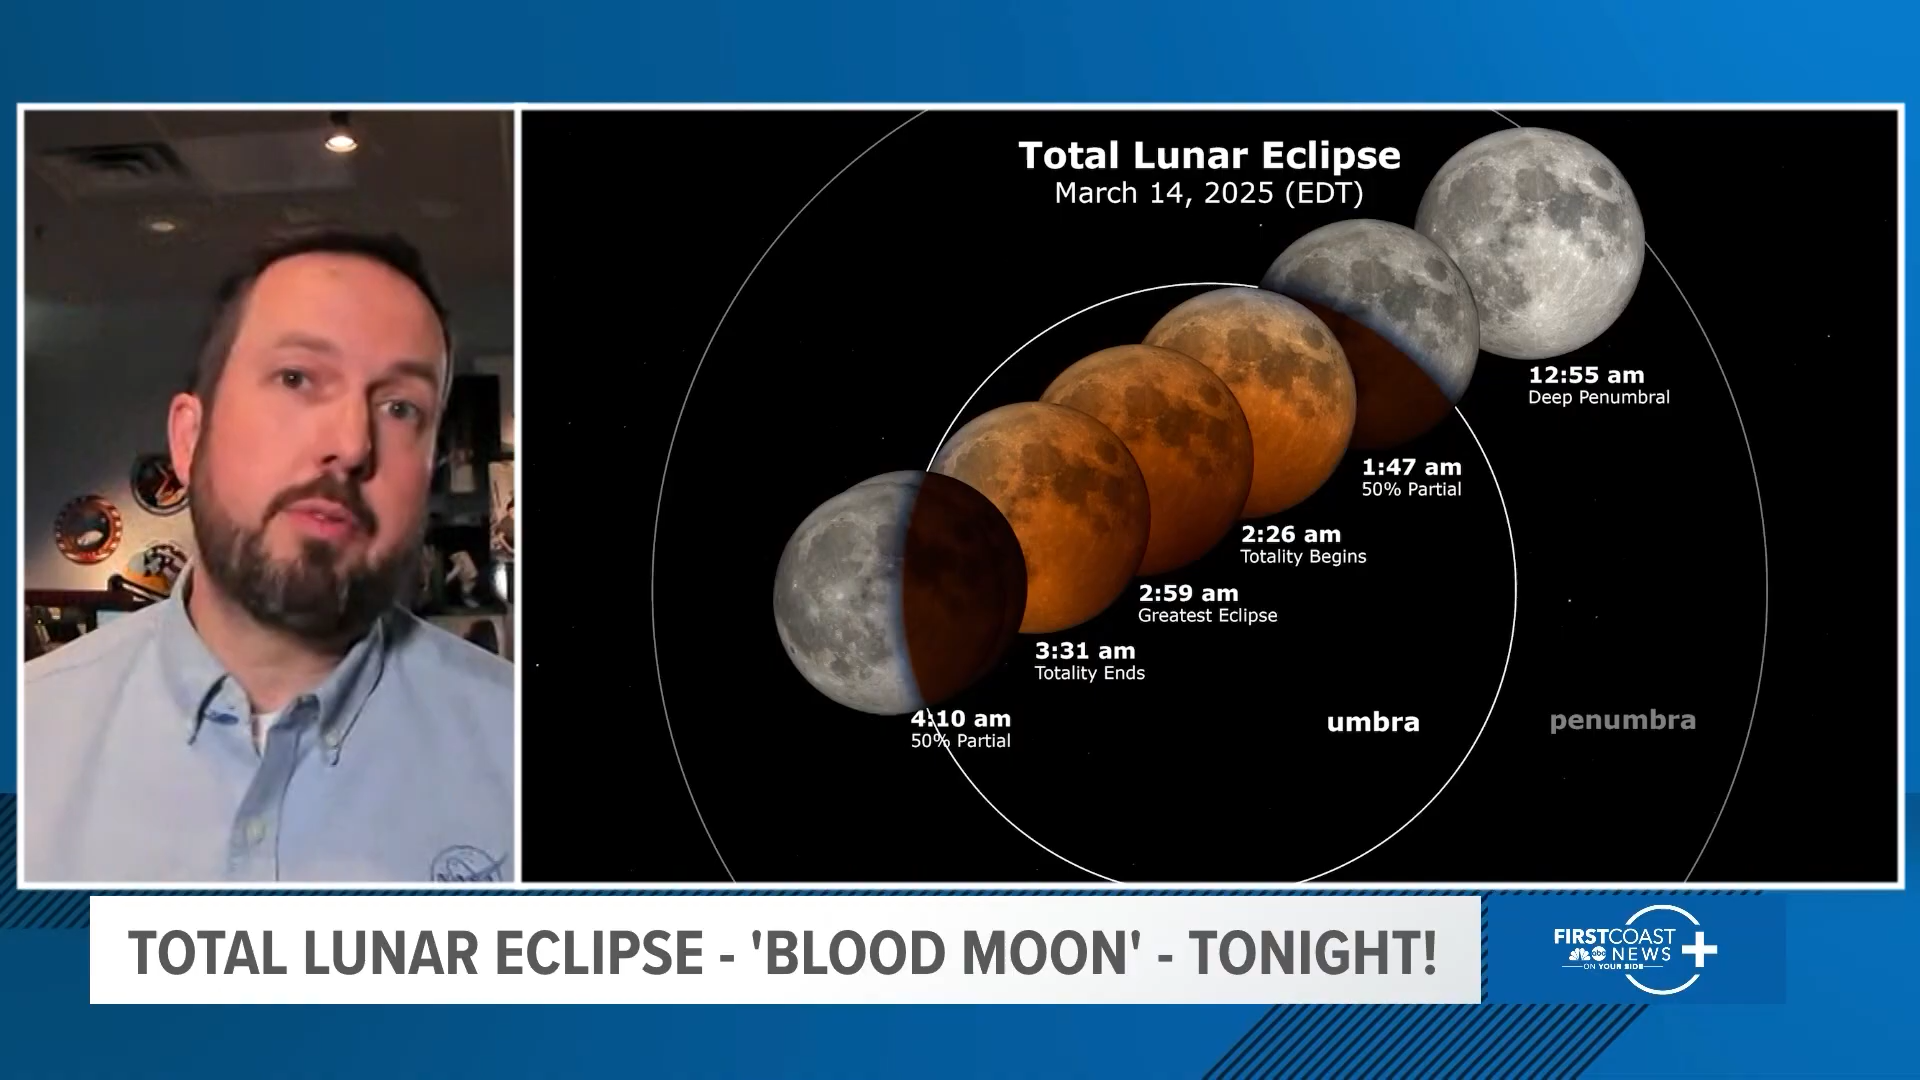 Total Lunar Eclipse
March 14, 2025 (EDT)
12:55 am
Deep Penumbral
1:47 am
50% Partial
2:26 am
Totality Begins
2:59 am
Greatest Eclipse
3:31 am
Totality Ends
4:10 am
50% Partial
umbra
penumbra
TOTAL LUNAR ECLIPSE - 'BLOOD MOON' - TONIGHT!
FIRSTCOAST
abc NEWS +
ON YOUR SIDE